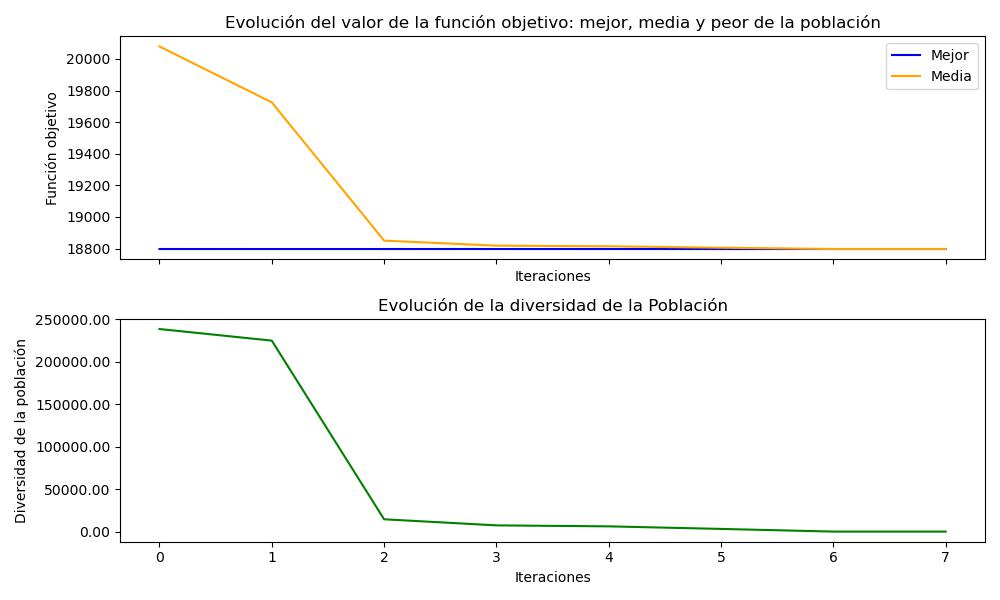 Evolución del valor de la función objetivo: mejor, media y peor de la población
Función objetivo
20000
19800
19600
19400
19200
19000
18800
Mejor
Media
Iteraciones
Evolución de la diversidad de la Población
Diversidad de la población
250000.00
200000.00
150000.00
100000.00
50000.00
0.00
0 1 2 3 4 5 6 7
Iteraciones